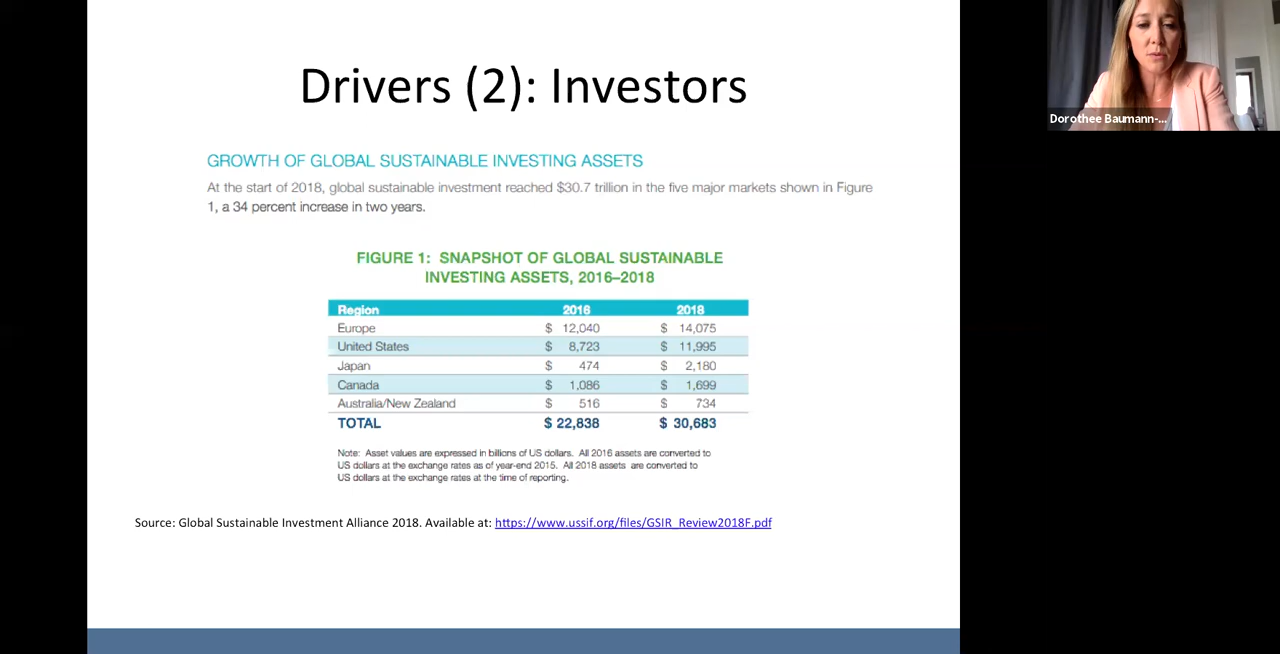 Drivers (2): Investors
GROWTH OF GLOBAL SUSTAINABLE INVESTING ASSETS
At the start of 2018, global sustainable investment reached $30.7 trillion in the five major markets shown in Figure
1, a 34 percent increase in two years.
FIGURE 1: SNAPSHOT OF GLOBAL SUSTAINABLE
INVESTING ASSETS, 2016–2018
Region 2016 2018
Europe $ 12,040 $ 14,075
United States $ 8,723 $ 11,995
Japan $ 474 $ 2,180
Canada $ 1,086 $ 1,699
Australia/New Zealand $ 516 $ 734
TOTAL $ 22,838 $ 30,683
Note: Asset values are expressed in billions of US dollars. All 2016 assets are converted to
US dollars at the exchange rates as of year-end 2015. All 2018 assets are converted to
US dollars at the exchange rates at the time of reporting.
Source: Global Sustainable Investment Alliance 2018. Available at: https://www.ussif.org/files/GSIR_Review2018F.pdf
Dorothee Baumann-...